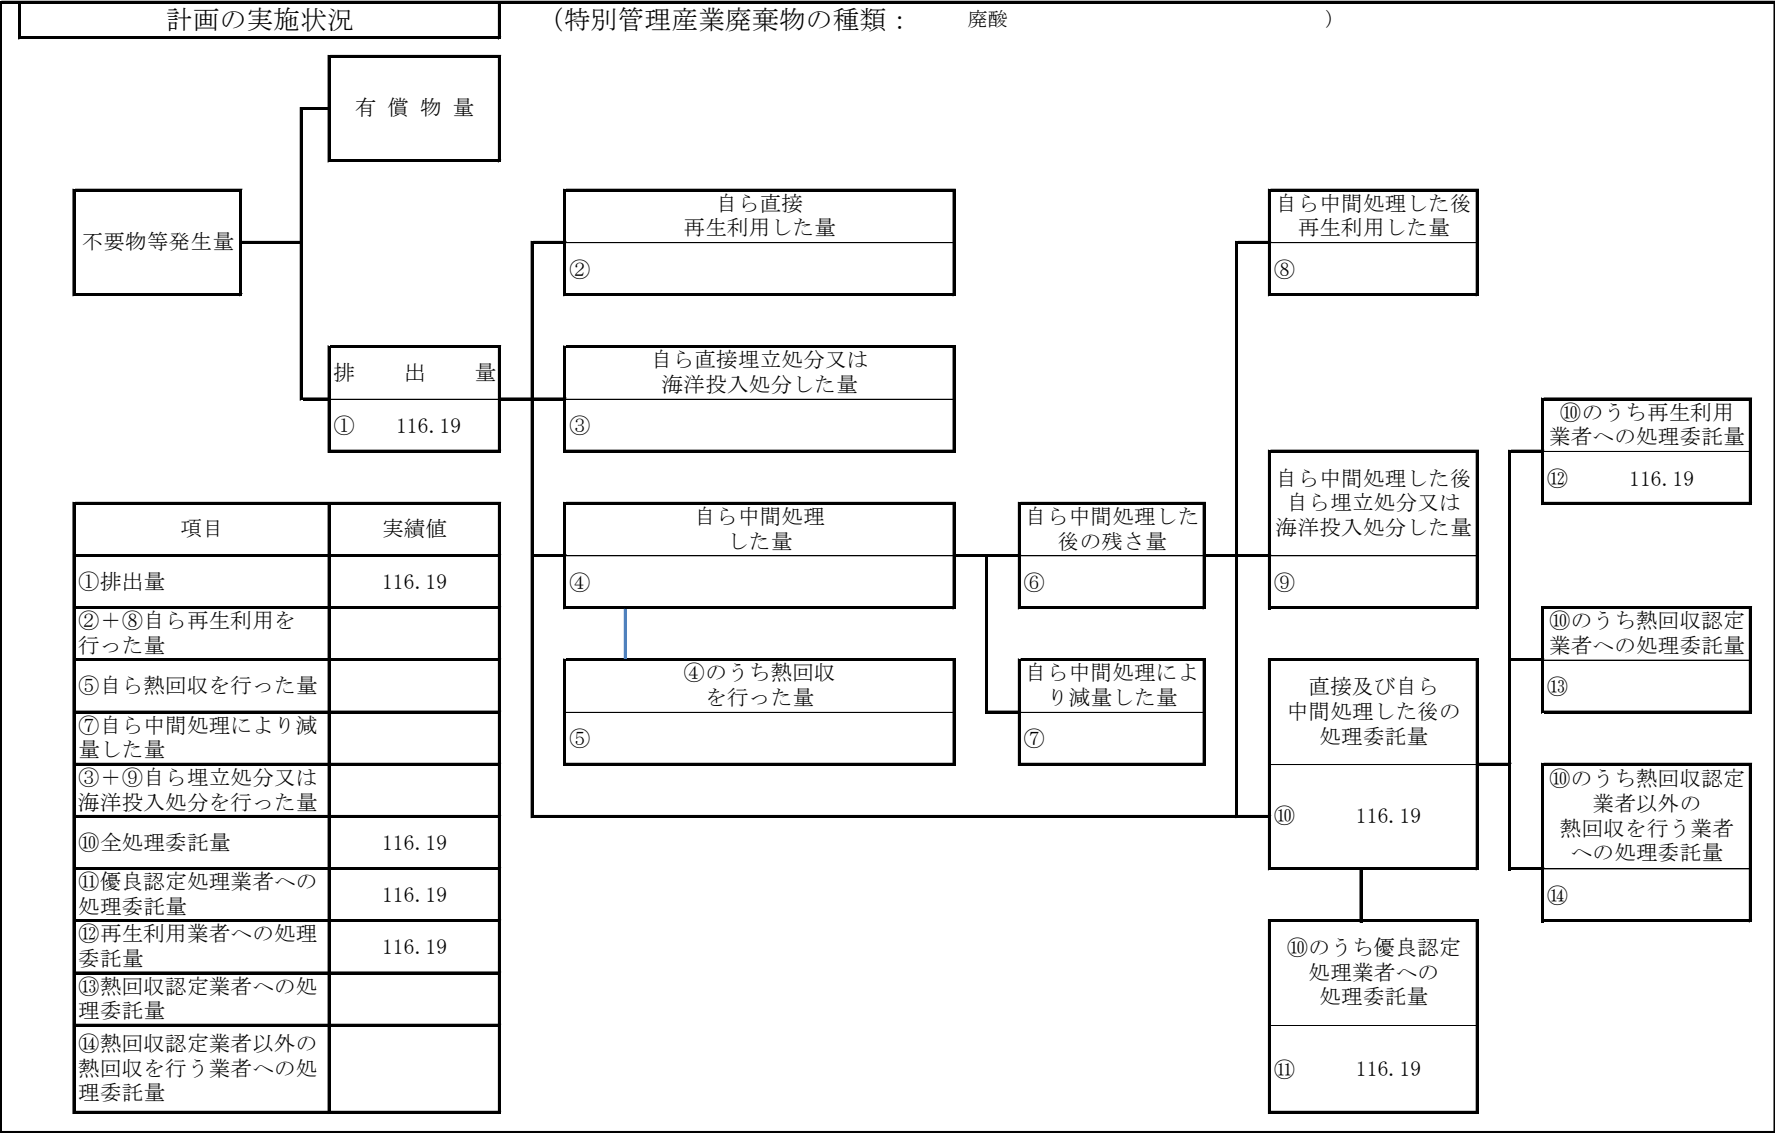 計画の実施状況
（特別管理産業廃棄物の種類： 廃酸 ）
有 償 物 量
不要物等発生量
排 出 量
① 116.19
自ら直接
再生利用した量
②
自ら直接埋立処分又は
海洋投入処分した量
③
自ら中間処理
した量
④
④のうち熱回収
を行った量
⑤
自ら中間処理した
後の残さ量
⑥
自ら中間処理によ
り減量した量
⑦
自ら中間処理した後
再生利用した量
⑧
自ら中間処理した後
自ら埋立処分又は
海洋投入処分した量
⑨
直接及び自ら
中間処理した後の
処理委託量
⑩ 116.19
⑩のうち優良認定
処理業者への
処理委託量
⑪ 116.19
⑩のうち再生利用
業者への処理委託量
⑫ 116.19
⑩のうち熱回収認定
業者への処理委託量
⑬
⑩のうち熱回収認定
業者以外の
熱回収を行う業者
への処理委託量
⑭
項目 実績値
①排出量 116.19
②＋⑧自ら再生利用を
行った量
⑤自ら熱回収を行った量
⑦自ら中間処理により減
量した量
③＋⑨自ら埋立処分又は
海洋投入処分を行った量
⑩全処理委託量 116.19
⑪優良認定処理業者への
処理委託量 116.19
⑫再生利用業者への処理
委託量 116.19
⑬熱回収認定業者への処
理委託量
⑭熱回収認定業者以外の
熱回収を行う業者への処
理委託量